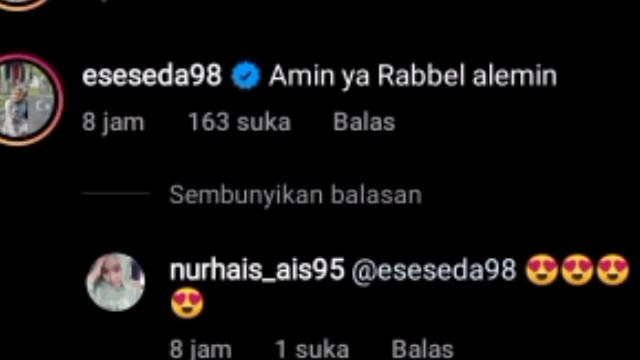 eseseda98 Amin ya Rabbel alemin
8 jam 163 suka Balas
Sembunyikan balasan
nurhais_ais95 @eseseda98 😍😍😍
😍
8 jam 1 suka Balas